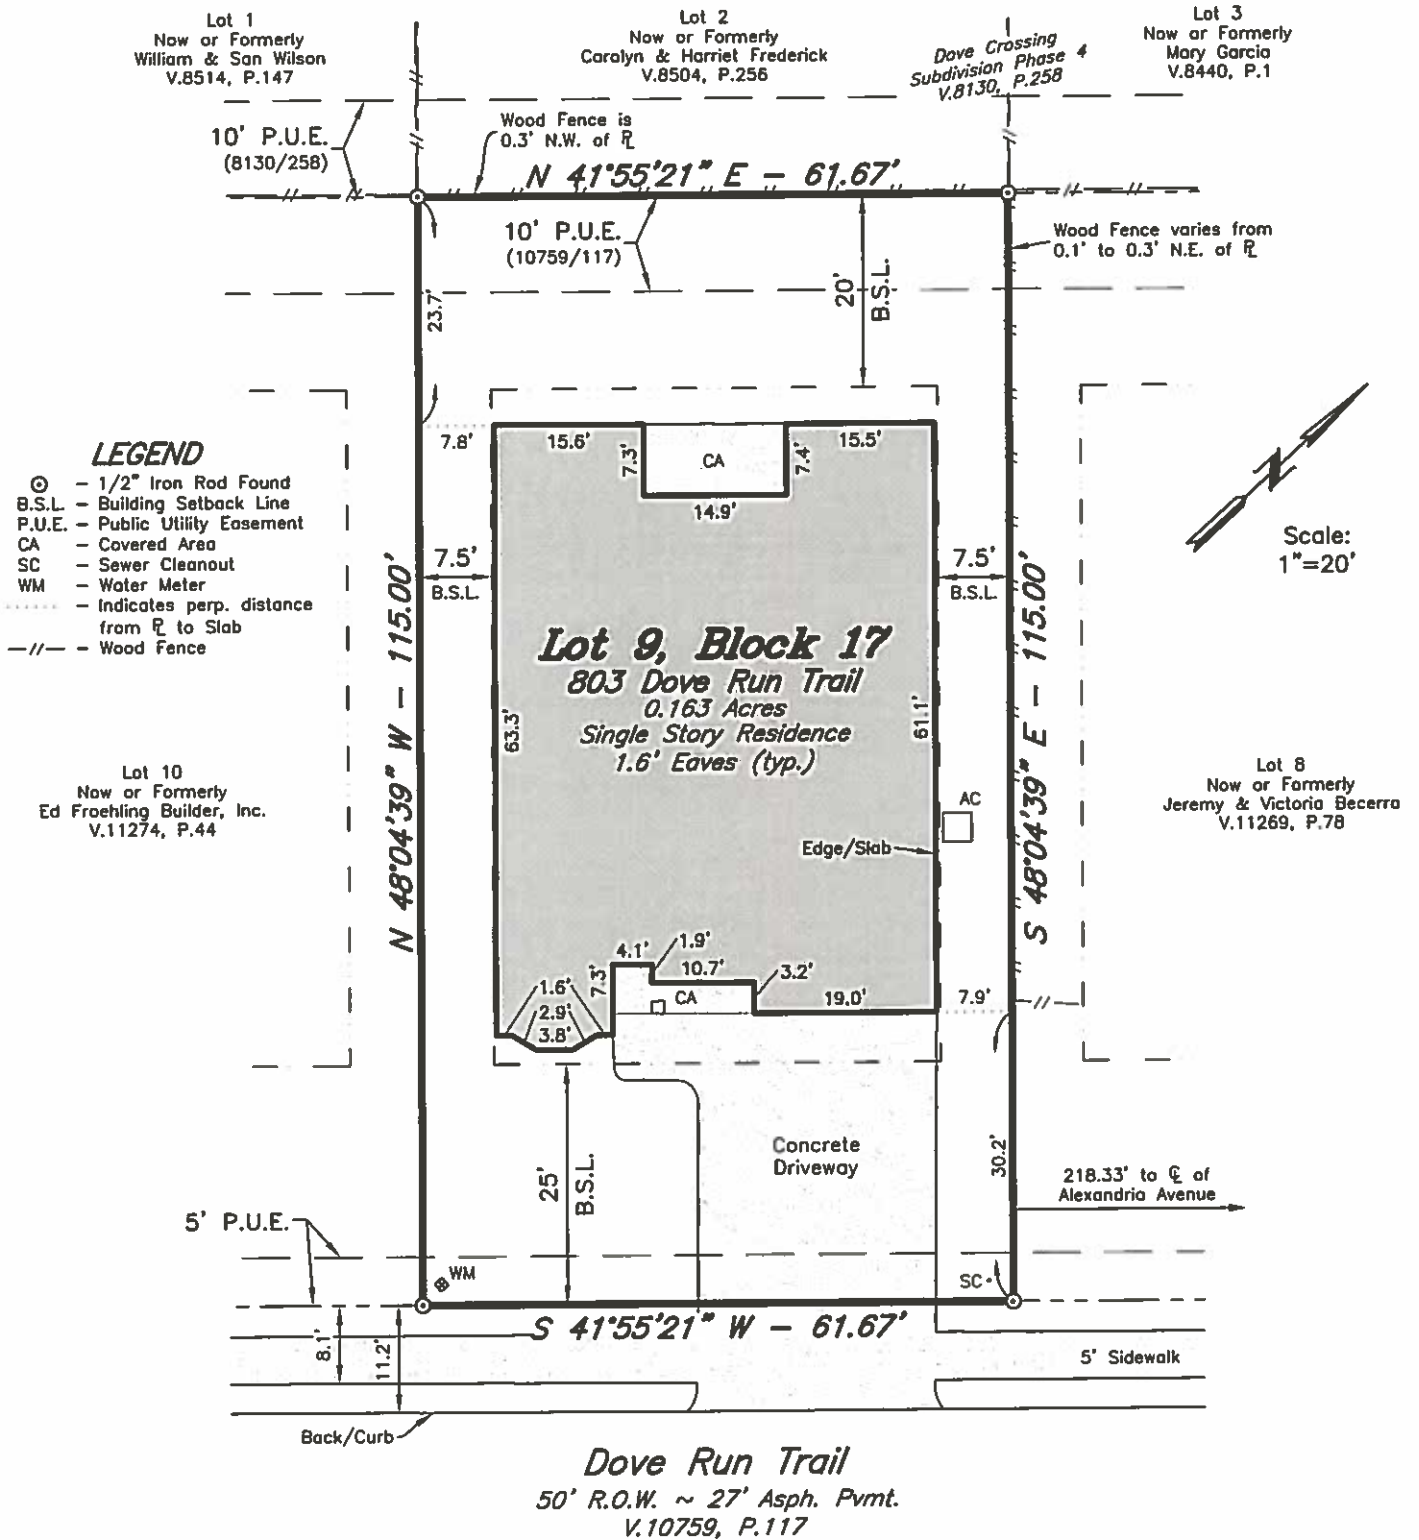 Lot 1
Now or Formerly
William & San Wilson
V.8514, P.147
Lot 2
Now or Formerly
Carolyn & Harriet Frederick
V.8504, P.256
Dove Crossing
Subdivision Phase 4
V.8130, P.258
Lot 3
Now or Formerly
Mary Garcia
V.8440, P.1
10' P.U.E.
(8130/258)
Wood Fence is
0.3' N.W. of ℙL
N 41°55'21" E - 61.67'
10' P.U.E.
(10759/117)
20'
B.S.L.
Wood Fence varies from
0.1' to 0.3' N.E. of ℙL
23.7'
LEGEND
- 1/2" Iron Rod Found
B.S.L. - Building Setback Line
P.U.E. - Public Utility Easement
CA - Covered Area
SC - Sewer Cleanout
WM - Water Meter
- Indicates perp. distance
from ℙL to Slab
—//— - Wood Fence
7.8'
15.6'
7.3'
CA
7.4'
15.5'
14.9'
Scale:
1"=20'
7.5'
B.S.L.
7.5'
B.S.L.
N 48°04'39" W - 115.00'
S 48°04'39" E - 115.00'
Lot 9, Block 17
803 Dove Run Trail
0.163 Acres
Single Story Residence
1.6' Eaves (typ.)
63.3'
61.1'
Lot 10
Now or Formerly
Ed Froehling Builder, Inc.
V.11274, P.44
Lot 8
Now or Formerly
Jeremy & Victoria Becerra
V.11269, P.78
AC
Edge/Slab
4.1'
1.9'
10.7'
3.2'
7.3'
CA
19.0'
7.9'
1.6'
2.9'
3.8'
25'
B.S.L.
Concrete
Driveway
30.2'
218.33' to ℄ of
Alexandria Avenue
5' P.U.E.
WM
SC
S 41°55'21" W - 61.67'
8.1'
11.2'
5' Sidewalk
Back/Curb
Dove Run Trail
50' R.O.W. ~ 27' Asph. Pvmt.
V.10759, P.117